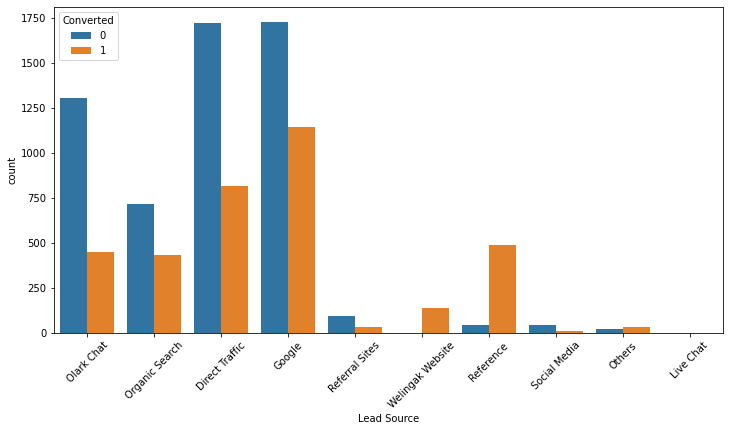 Converted
0
1
1750
1500
1250
1000
750
500
250
0
count
Olark Chat
Organic Search
Direct Traffic
Google
Referral Sites
Welingak Website
Reference
Social Media
Others
Live Chat
Lead Source